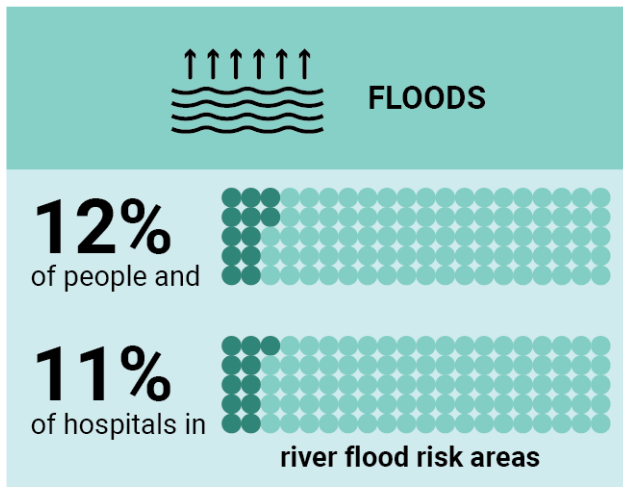 FLOODS
12%
of people and
11%
of hospitals in
river flood risk areas